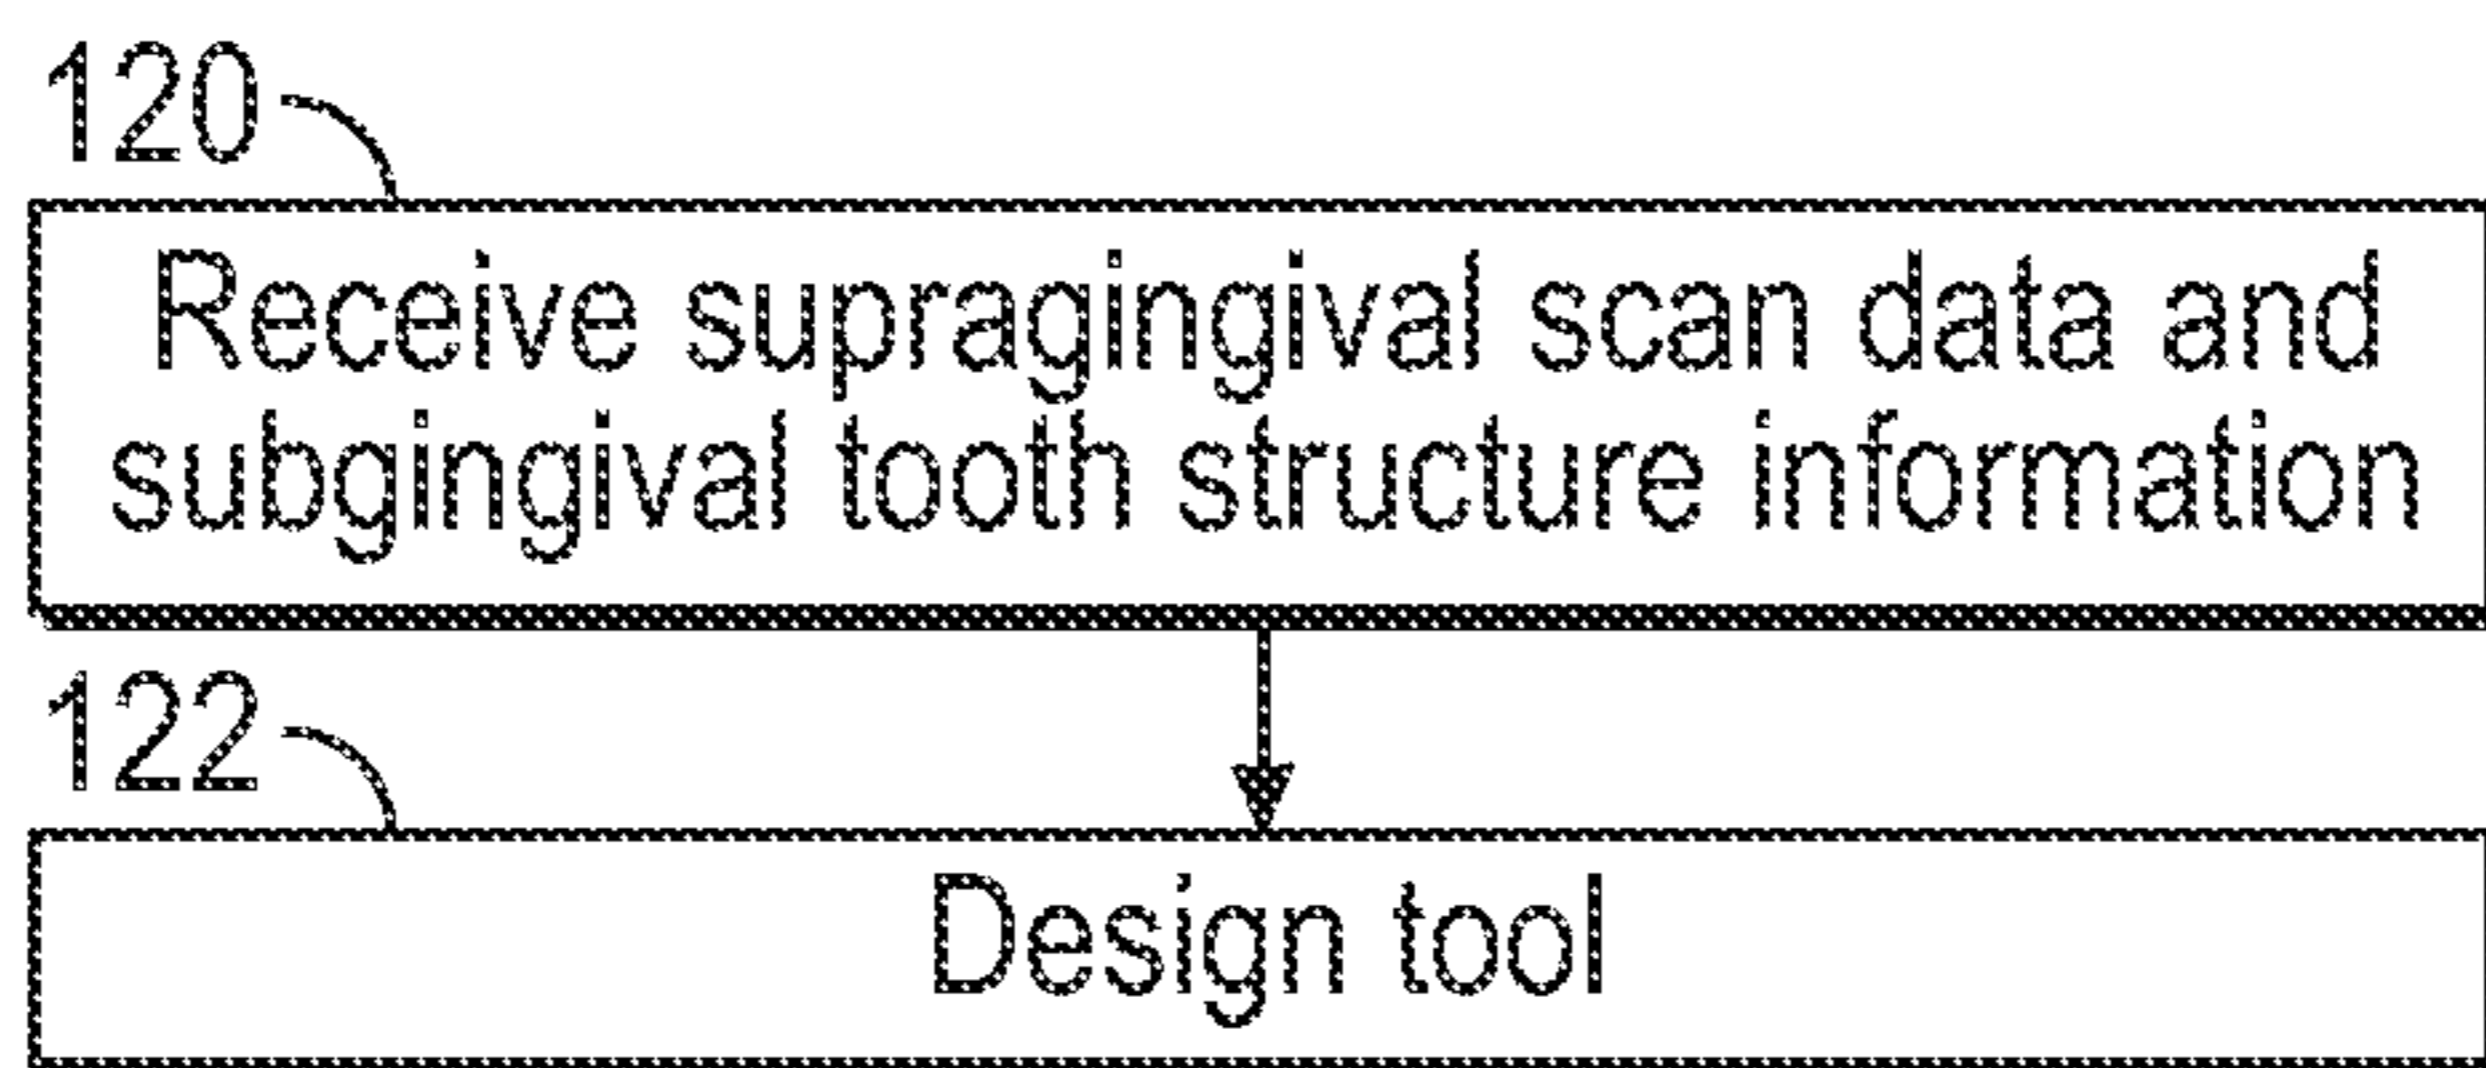 120
Receive supragingival scan data and
subgingival tooth structure information
122
Design tool